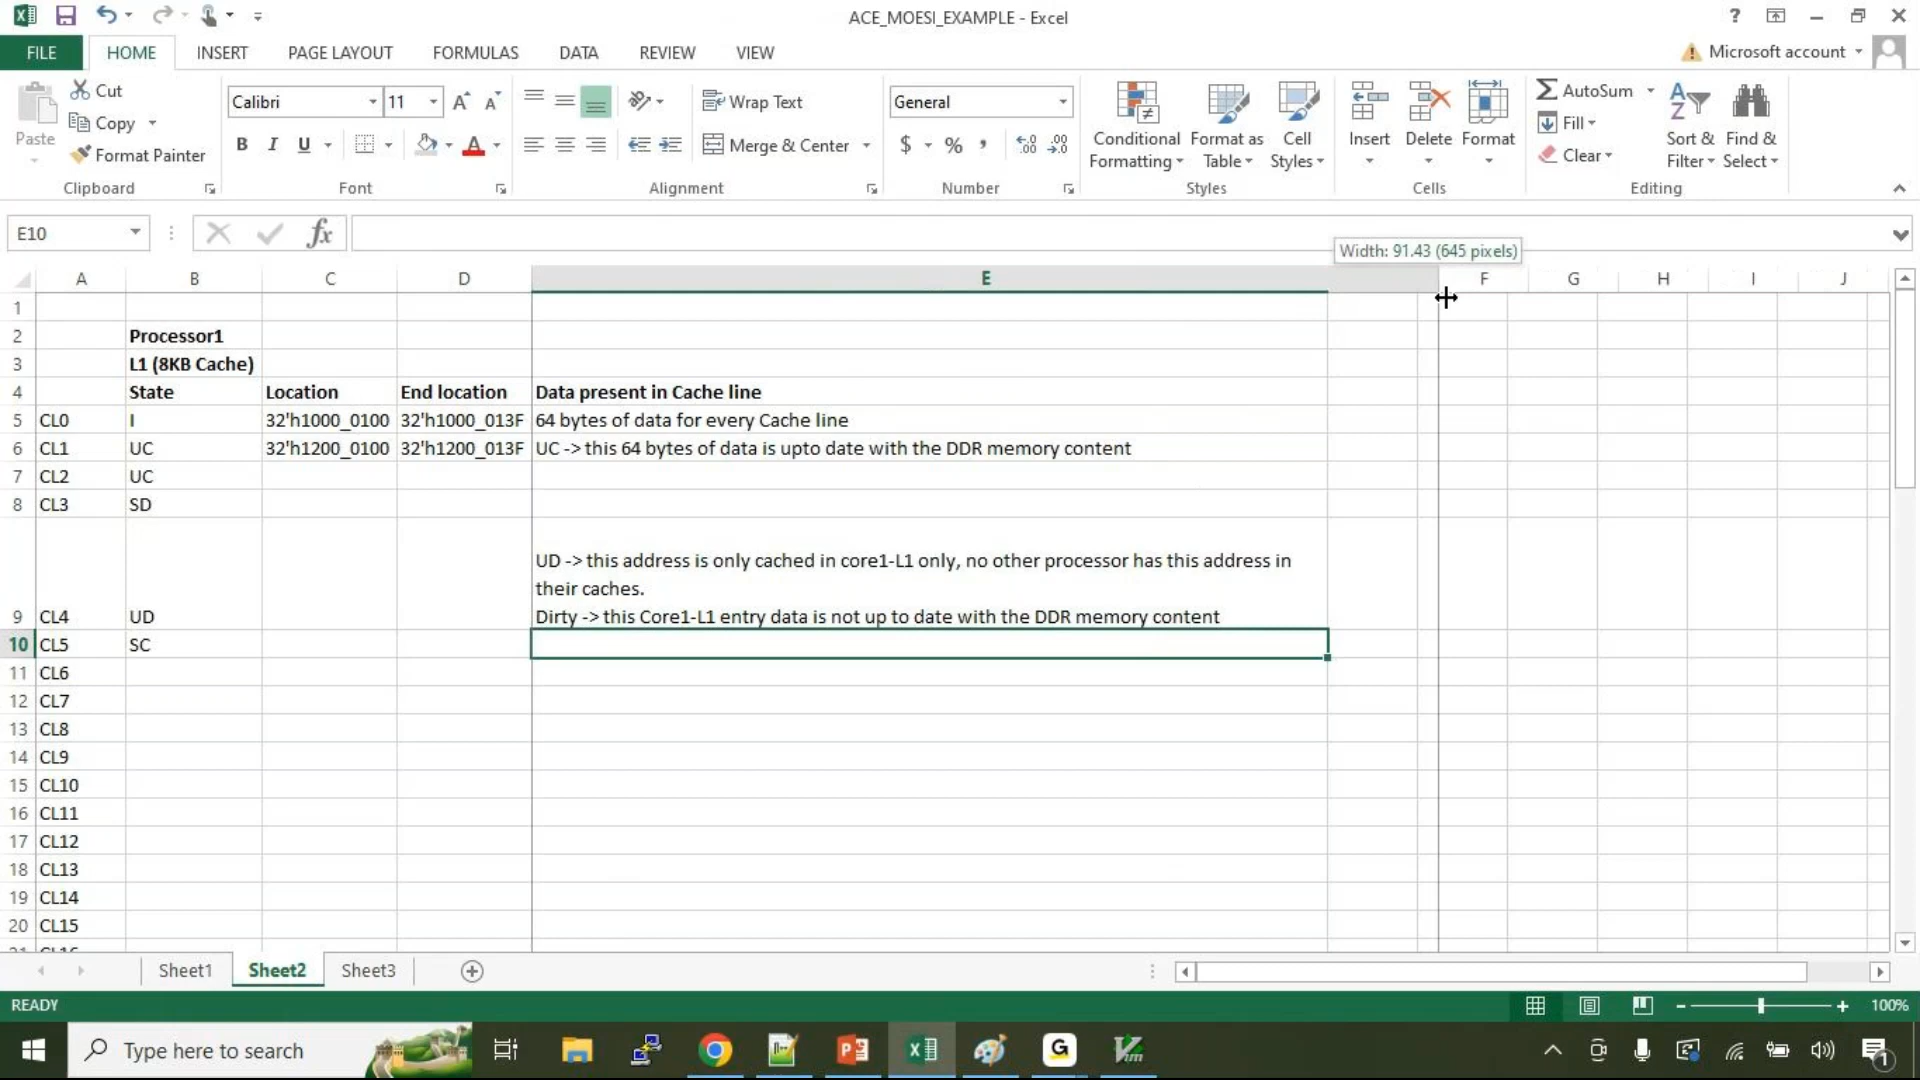 ACE_MOESI_EXAMPLE - Excel
?
FILE HOME INSERT PAGE LAYOUT FORMULAS DATA REVIEW VIEW Microsoft account
Paste
Cut
Copy
Format Painter
Clipboard
Calibri 11
B I U
Font
Wrap Text
Merge & Center
Alignment
General
$ % ,
Number
Conditional
Formatting
Format as
Table
Cell
Styles
Styles
Insert
Delete
Format
Cells
AutoSum
Fill
Clear
Sort &
Filter
Find &
Select
Editing
E10 fx
Width: 91.43 (645 pixels)
A B C D E F G H I J
1
2 Processor1
3 L1 (8KB Cache)
4 State Location End location Data present in Cache line
5 CL0 I 32'h1000_0100 32'h1000_013F 64 bytes of data for every Cache line
6 CL1 UC 32'h1200_0100 32'h1200_013F UC -> this 64 bytes of data is upto date with the DDR memory content
7 CL2 UC
8 CL3 SD
UD -> this address is only cached in core1-L1 only, no other processor has this address in
their caches.
9 CL4 UD Dirty -> this Core1-L1 entry data is not up to date with the DDR memory content
10 CL5 SC
11 CL6
12 CL7
13 CL8
14 CL9
15 CL10
16 CL11
17 CL12
18 CL13
19 CL14
20 CL15
21 CL16
Sheet1 Sheet2 Sheet3
READY 100%
Type here to search